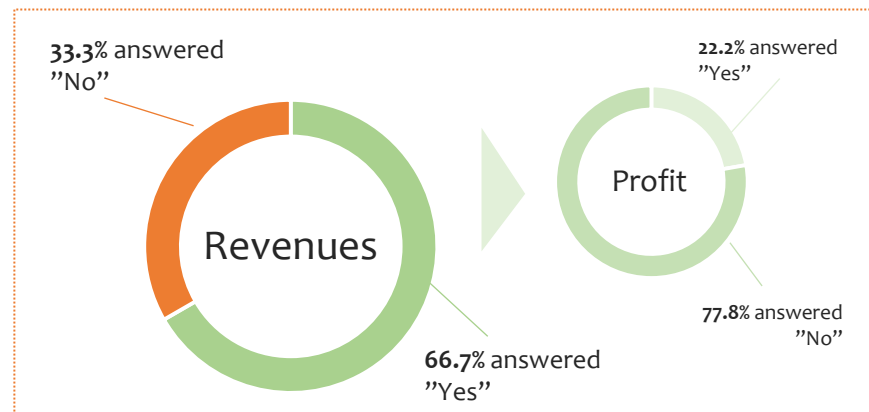 33.3% answered
”No”
Revenues
66.7% answered
”Yes”
22.2% answered
”Yes”
Profit
77.8% answered
”No”